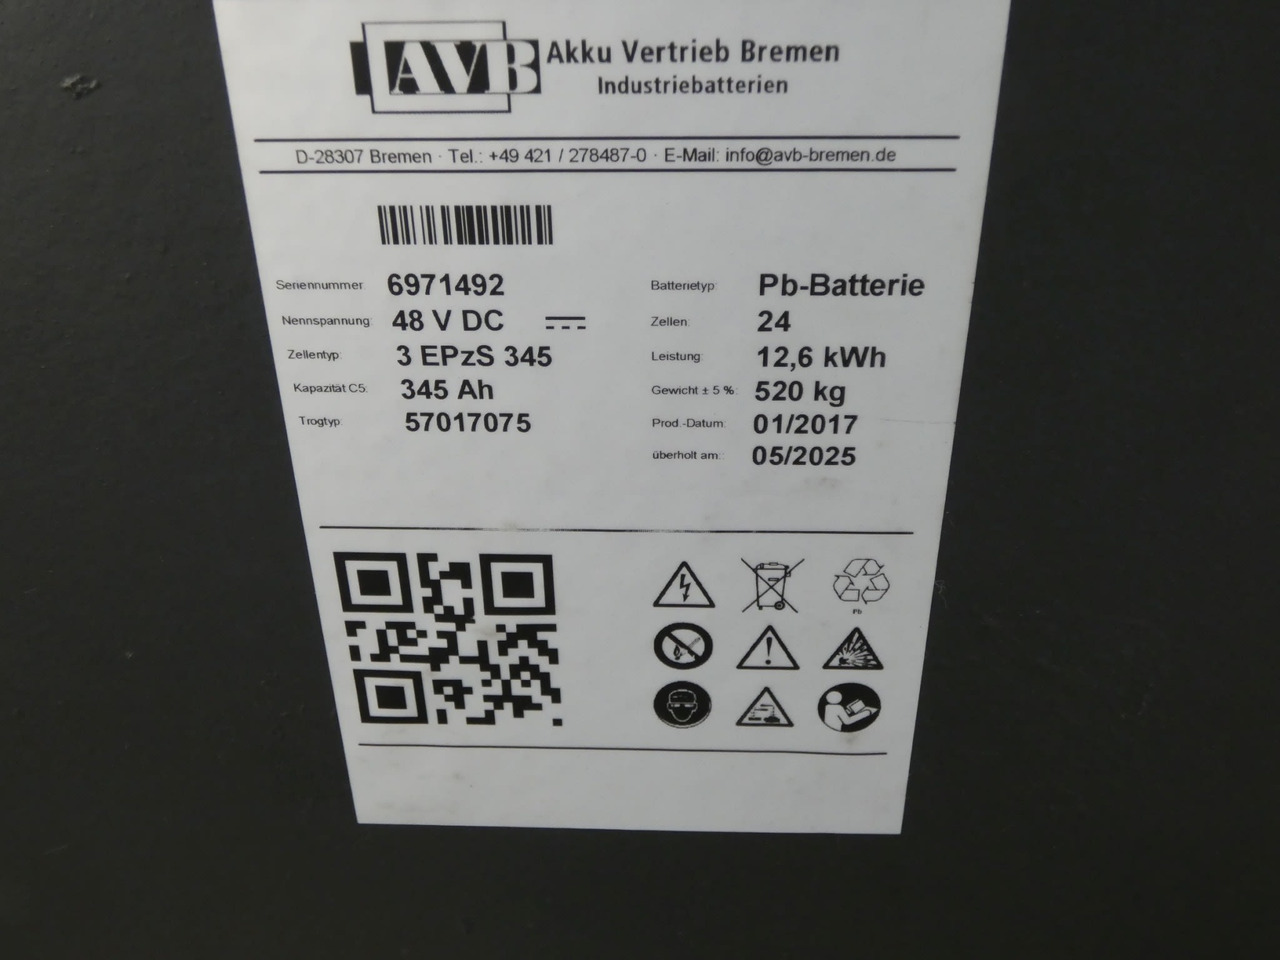 AVB Akku Vertrieb Bremen
Industriebatterien
D-28307 Bremen · Tel.: +49 421 / 278487-0 · E-Mail: info@avb-bremen.de
Seriennummer 6971492 Batterietyp: Pb-Batterie
Nennspannung: 48 V DC Zellen: 24
Zellentyp: 3 EPzS 345 Leistung: 12,6 kWh
Kapazität C5: 345 Ah Gewicht ± 5 %: 520 kg
Trogtyp: 57017075 Prod.-Datum: 01/2017
überholt am: 05/2025
Pb